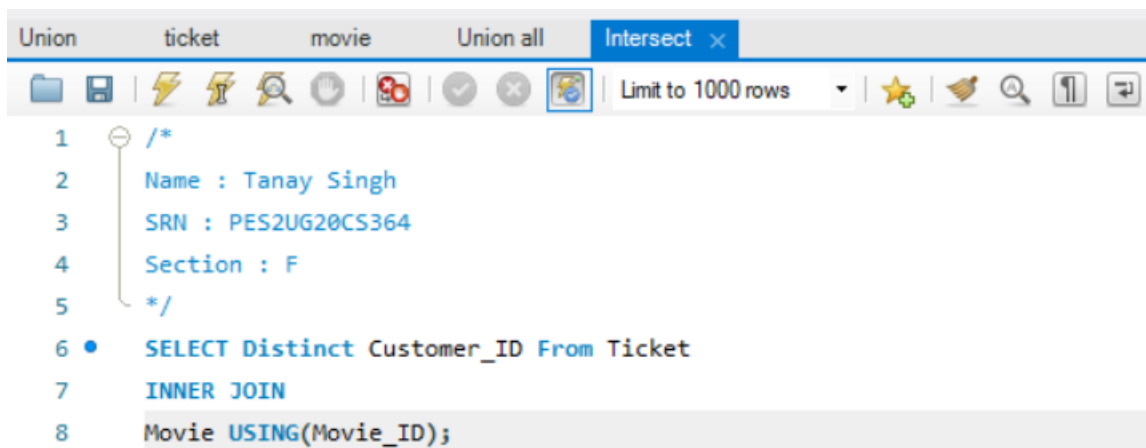 Union ticket movie Union all Intersect
Limit to 1000 rows
1 /*
2 Name : Tanay Singh
3 SRN : PES2UG20CS364
4 Section : F
5 */
6 SELECT Distinct Customer_ID From Ticket
7 INNER JOIN
8 Movie USING(Movie_ID);